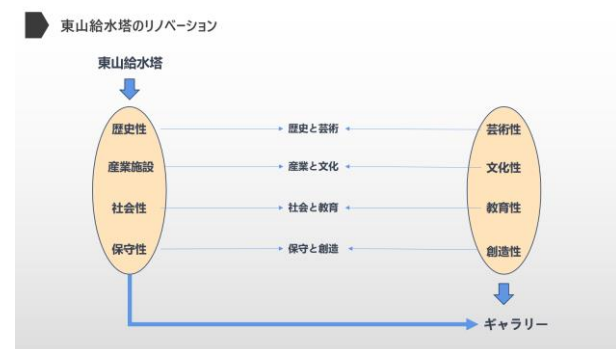 東山給水塔のリノベーション
東山給水塔
歴史性 歴史と芸術 芸術性
産業施設 産業と文化 文化性
社会性 社会と教育 教育性
保守性 保守と創造 創造性
ギャラリー